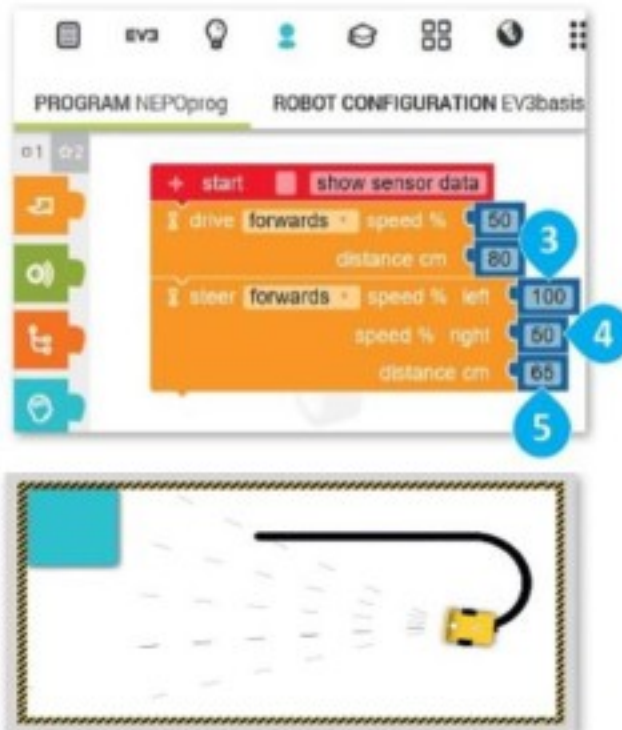 EV3
PROGRAM NEPOprog ROBOT CONFIGURATION EV3basis
1 2
+ start show sensor data
drive forwards speed % 50
distance cm 80
3
steer forwards speed % left 100
speed % right 50
4
distance cm 65
5